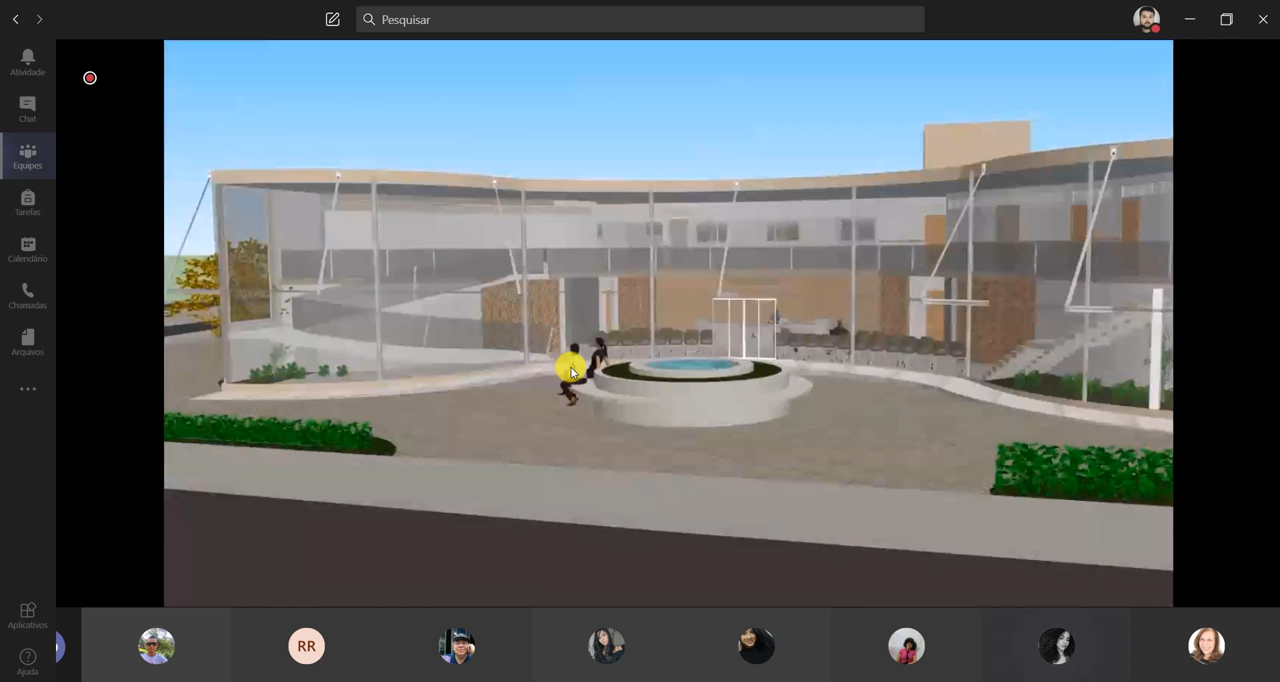 Pesquisar
Atividade
Chat
Equipes
Tarefas
Calendário
Chamadas
Arquivos
Aplicativos
Ajuda
RR